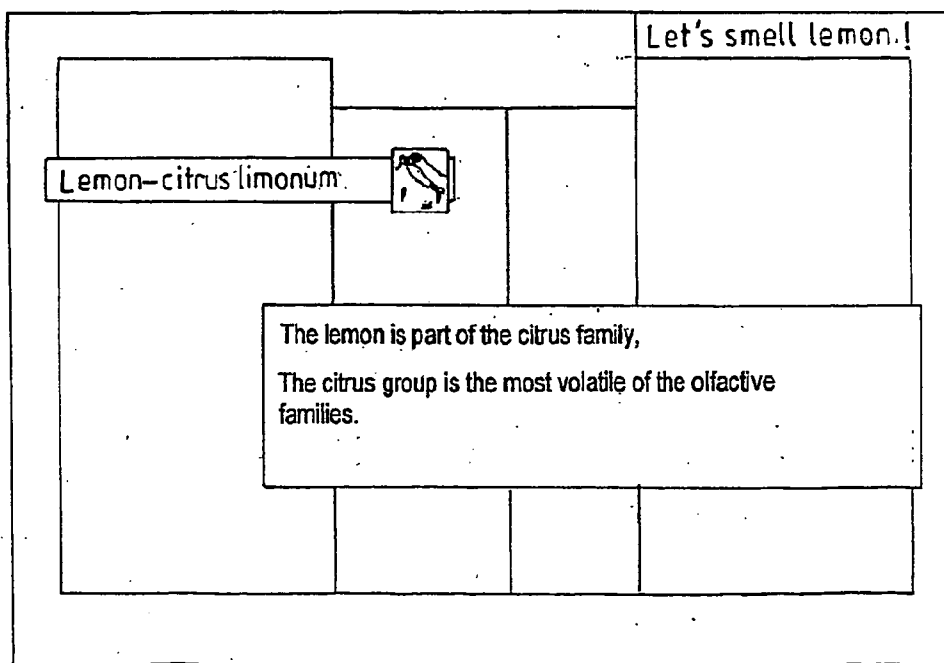 Let's smell lemon.!
Lemon-citrus limonum.
The lemon is part of the citrus family,
The citrus group is the most volatile of the olfactive
families.